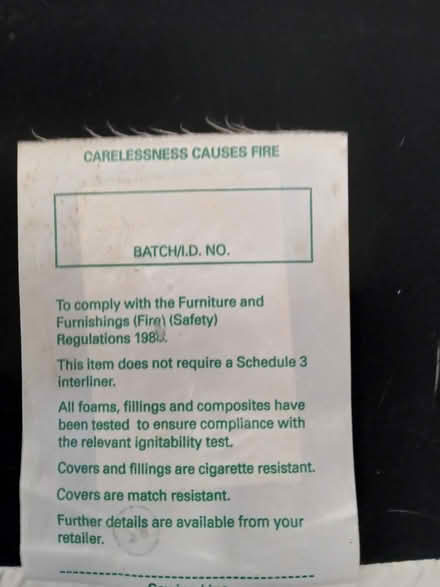 CARELESSNESS CAUSES FIRE
BATCH/I.D. NO.
To comply with the Furniture and
Furnishings (Fire) (Safety)
Regulations
This item does not require a Schedule 3
interliner.
All foams, fillings and composites have
been tested to ensure compliance with
the relevant ignitability test.
Covers and fillings are cigarette resistant.
Covers are match resistant.
Further details are available from your
retailer.